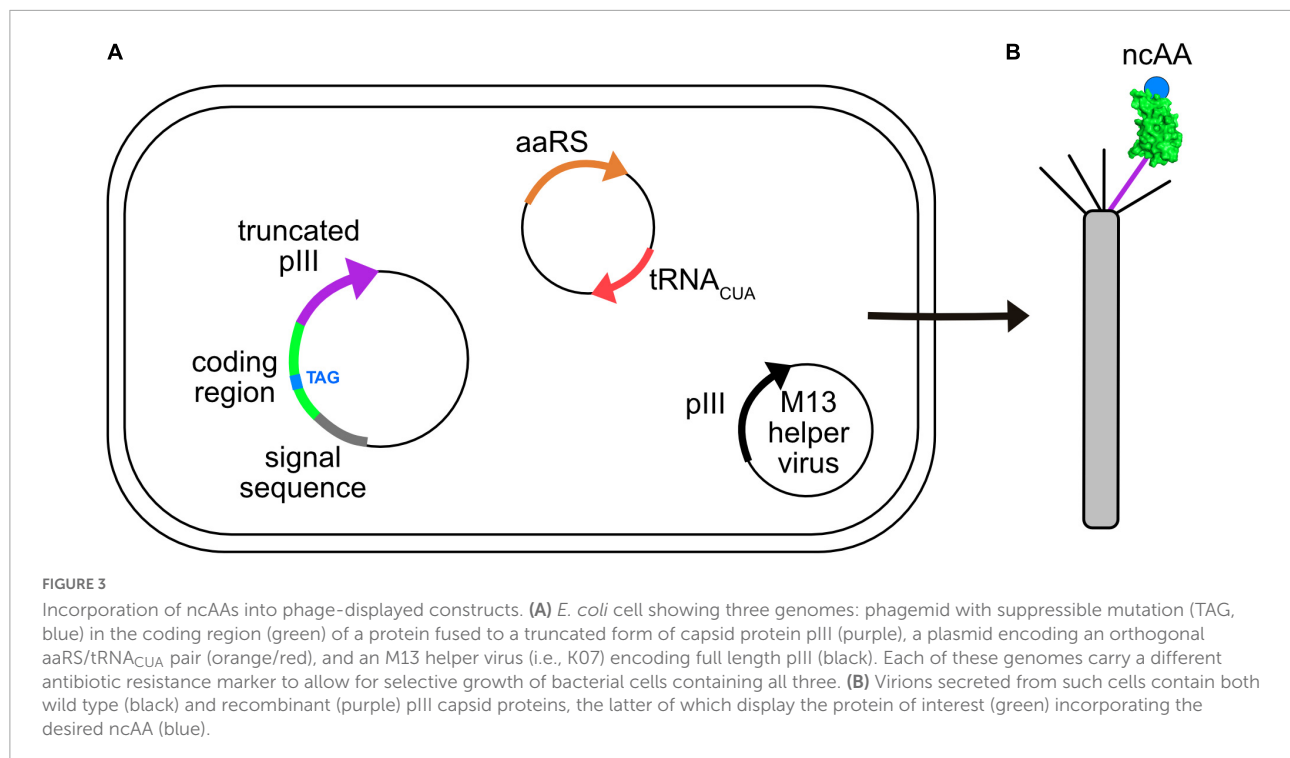 A
B
ncAA
aaRS
truncated
pIII
tRNACUA
coding
region
TAG
pIII
M13
helper
virus
signal
sequence
FIGURE 3
Incorporation of ncAAs into phage-displayed constructs. (A) E. coli cell showing three genomes: phagemid with suppressible mutation (TAG,
blue) in the coding region (green) of a protein fused to a truncated form of capsid protein pIII (purple), a plasmid encoding an orthogonal
aaRS/tRNACUA pair (orange/red), and an M13 helper virus (i.e., K07) encoding full length pIII (black). Each of these genomes carry a different
antibiotic resistance marker to allow for selective growth of bacterial cells containing all three. (B) Virions secreted from such cells contain both
wild type (black) and recombinant (purple) pIII capsid proteins, the latter of which display the protein of interest (green) incorporating the
desired ncAA (blue).